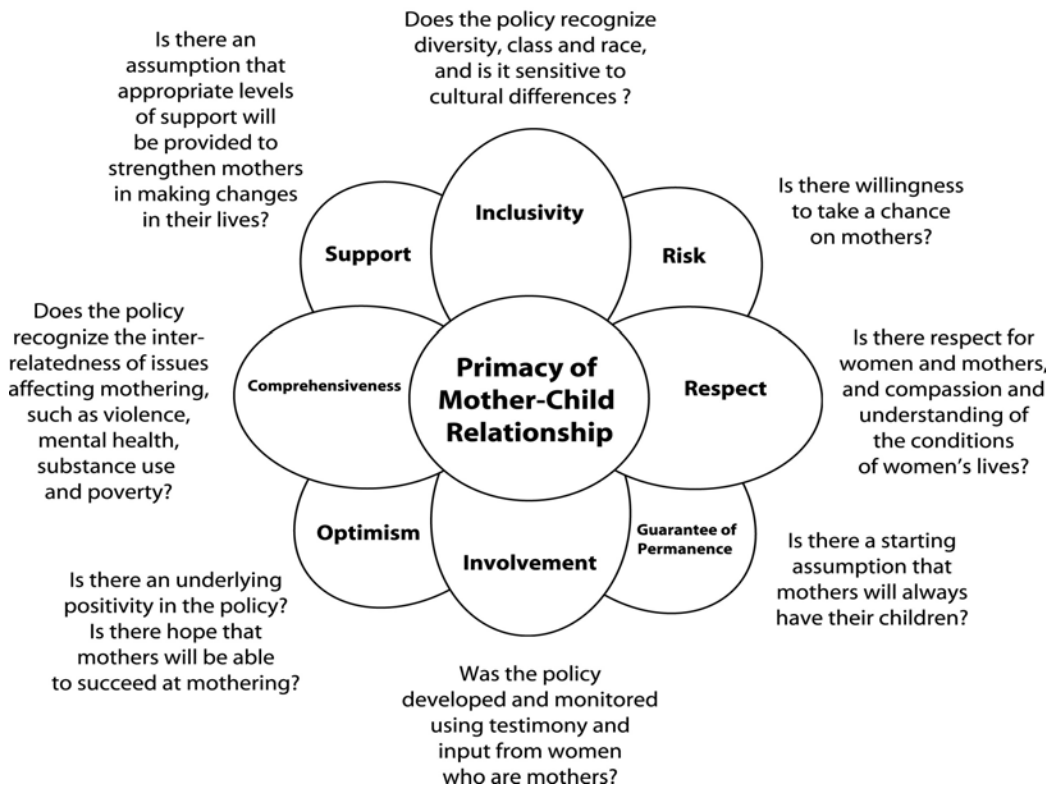 Does the policy recognize
diversity, class and race,
and is it sensitive to
cultural differences ?
Is there an
assumption that
appropriate levels
of support will
be provided to
strengthen mothers
in making changes
in their lives?
Is there willingness
to take a chance
on mothers?
Inclusivity
Support
Risk
Does the policy
recognize the inter-
relatedness of issues
affecting mothering,
such as violence,
mental health,
substance use
and poverty?
Comprehensiveness
Primacy of
Mother-Child
Relationship
Respect
Is there respect for
women and mothers,
and compassion and
understanding of
the conditions
of women's lives?
Optimism
Involvement
Guarantee of
Permanence
Is there an underlying
positivity in the policy?
Is there hope that
mothers will be able
to succeed at mothering?
Is there a starting
assumption that
mothers will always
have their children?
Was the policy
developed and monitored
using testimony and
input from women
who are mothers?